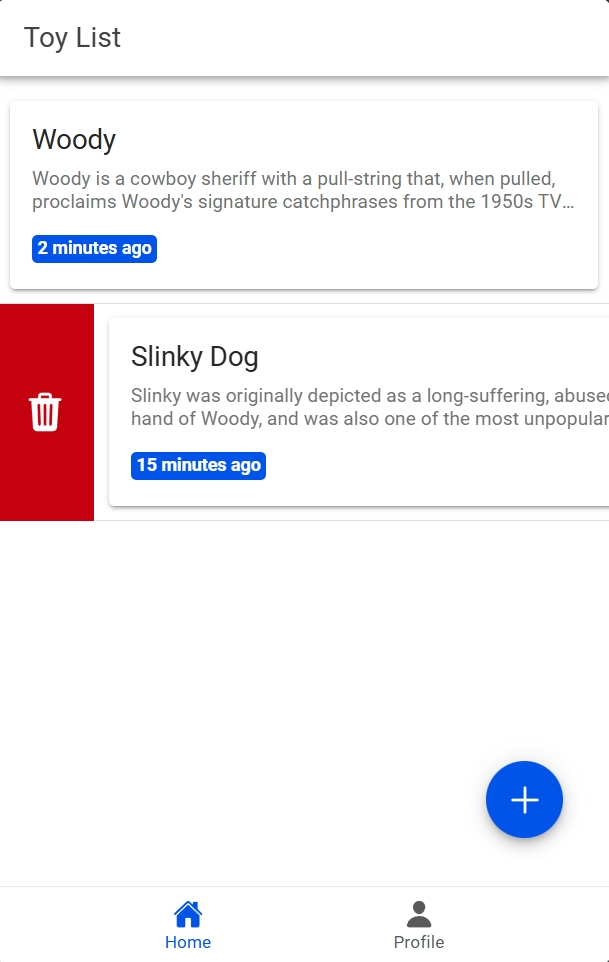 Toy List
Woody
Woody is a cowboy sheriff with a pull-string that, when pulled,
proclaims Woody's signature catchphrases from the 1950s TV…
2 minutes ago
Slinky Dog
Slinky was originally depicted as a long-suffering, abused
hand of Woody, and was also one of the most unpopular
15 minutes ago
Home
Profile